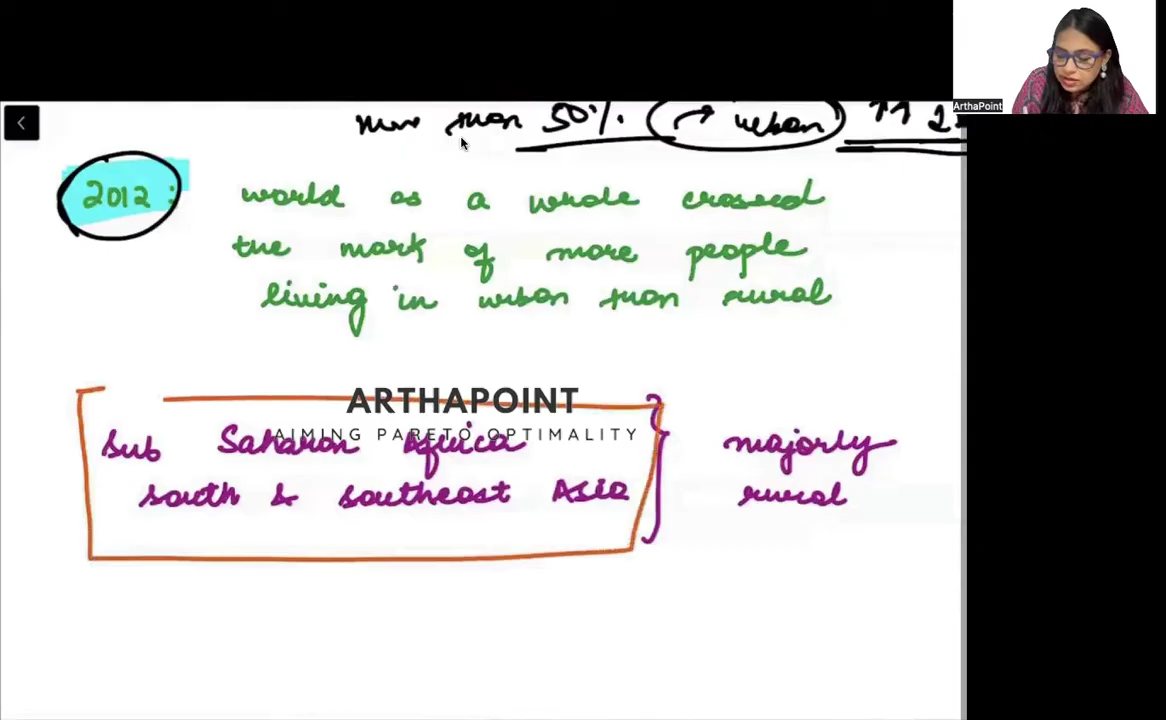 ArthaPoint
more than 50% (→ urban) ↑↑ 2
2012: world as a whole crossed
the mark of more people
living in urban than rural
ARTHAPOINT
AIMING PARETO OPTIMALITY
Sub Saharan Africa majorly
south & southeast Asia rural